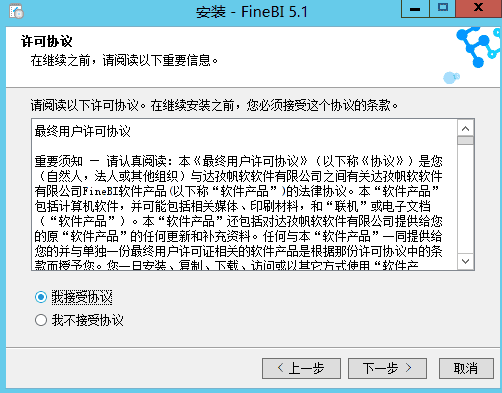 安装 - FineBI 5.1
许可协议
在继续之前，请阅读以下重要信息。
请阅读以下许可协议。在继续安装之前，您必须接受这个协议的条款。
最终用户许可协议
重要须知 — 请认真阅读：本《最终用户许可协议》（以下称《协议》）是您
（自然人，法人或其他组织）与达孜帆软软件有限公司之间有关达孜帆软软件
有限公司FineBI软件产品(以下称“软件产品”)的法律协议。本“软件产品”
包括计算机软件，并可能包括相关媒体、印刷材料，和“联机”或电子文档
（“软件产品”）。本“软件产品”还包括对达孜帆软软件有限公司提供给您
的原“软件产品”的任何更新和补充资料。任何与本“软件产品”一同提供给
您的并与单独一份最终用户许可证相关的软件产品是根据那份许可协议中的条
款而授予您。您一旦安装、复制、下载、访问或以其它方式使用“软件产
我接受协议
我不接受协议
< 上一步
下一步 >
取消